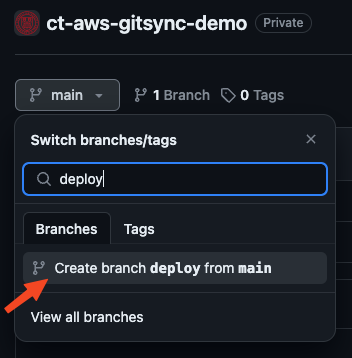 ct-aws-gitsync-demo Private
main 1 Branch 0 Tags
Switch branches/tags
deploy
Branches Tags
Create branch deploy from main
View all branches